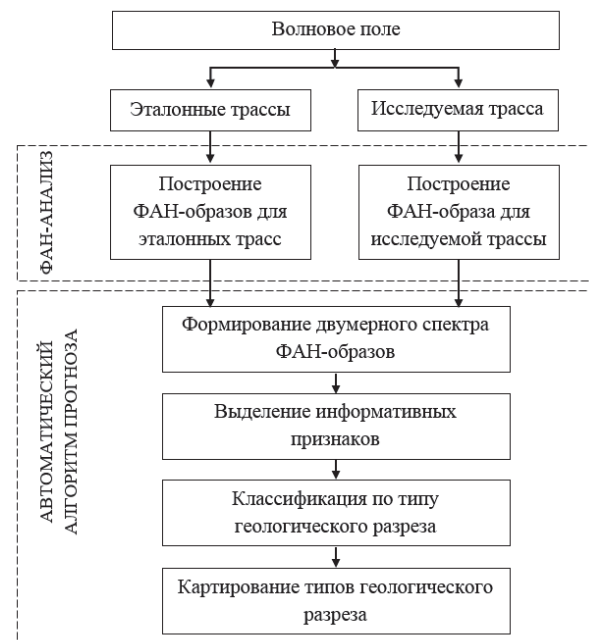 Волновое поле
Эталонные трассы
Исследуемая трасса
ФАН-АНАЛИЗ
Построение
ФАН-образов для
эталонных трасс
Построение
ФАН-образа для
исследуемой трассы
АВТОМАТИЧЕСКИЙ
АЛГОРИТМ ПРОГНОЗА
Формирование двумерного спектра
ФАН-образов
Выделение информативных
признаков
Классификация по типу
геологического разреза
Картирование типов геологического
разреза